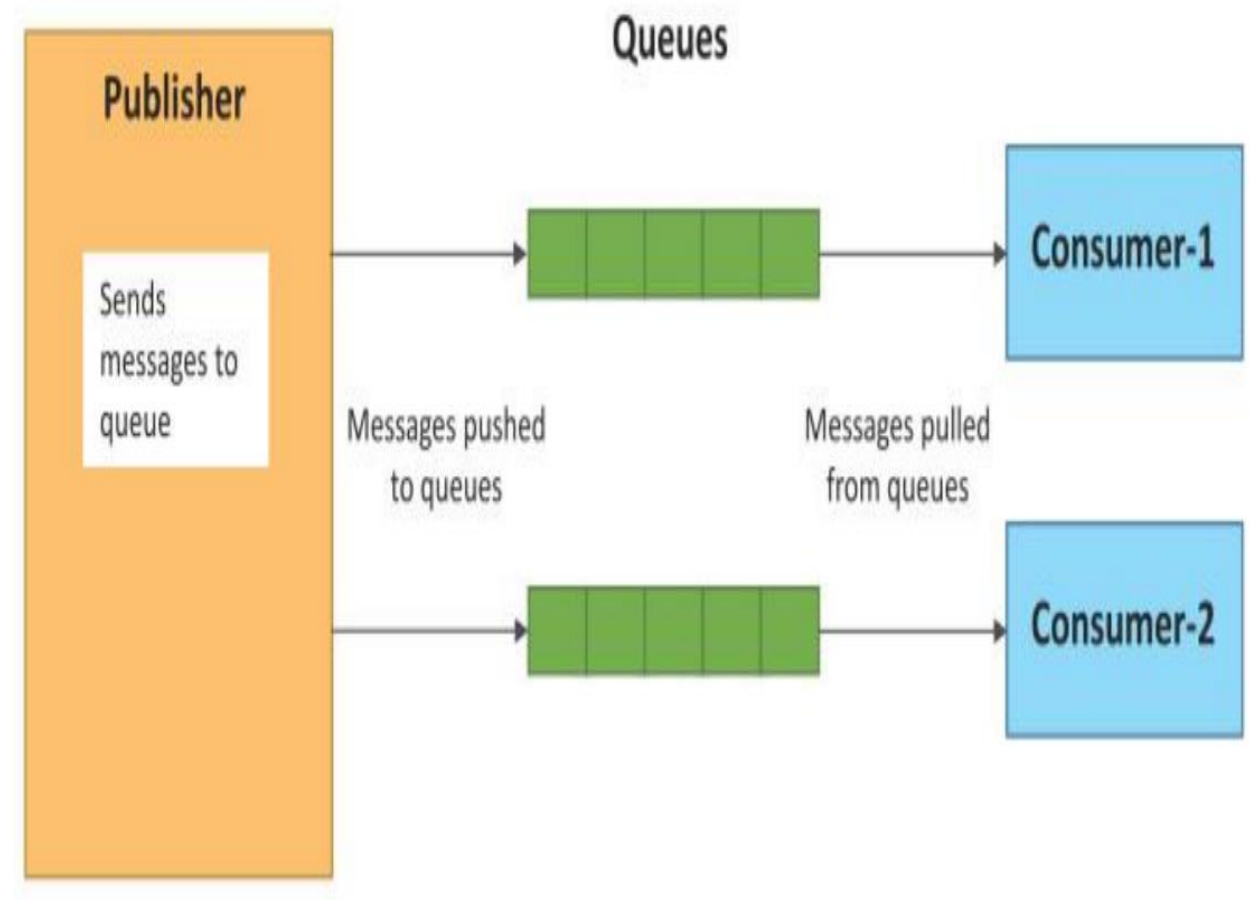 Queues
Publisher
Sends
messages to
queue
Consumer-1
Messages pushed
to queues
Messages pulled
from queues
Consumer-2